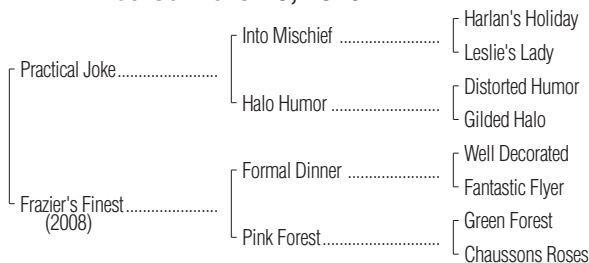 Harlan's Holiday
Into Mischief
Leslie's Lady
Practical Joke
Distorted Humor
Halo Humor
Gilded Halo
Well Decorated
Formal Dinner
Fantastic Flyer
Frazier's Finest
(2008)
Green Forest
Pink Forest
Chaussons Roses